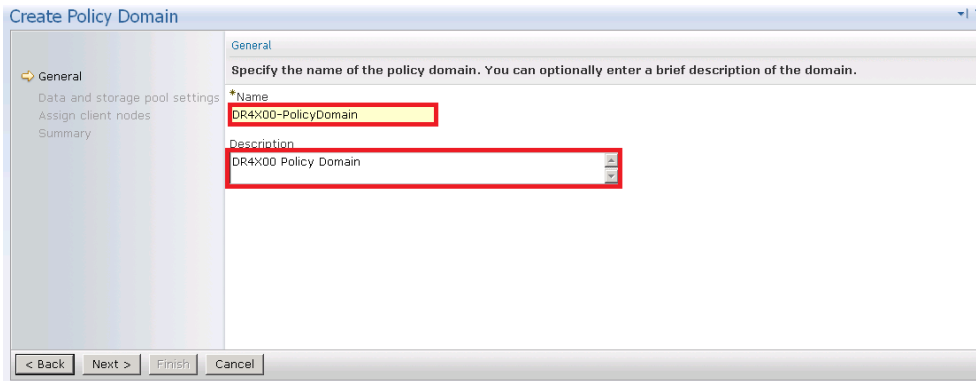 Create Policy Domain
General
Data and storage pool settings
Assign client nodes
Summary
General
Specify the name of the policy domain. You can optionally enter a brief description of the domain.
*Name
DR4X00-PolicyDomain
Description
DR4X00 Policy Domain
< Back
Next >
Finish
Cancel